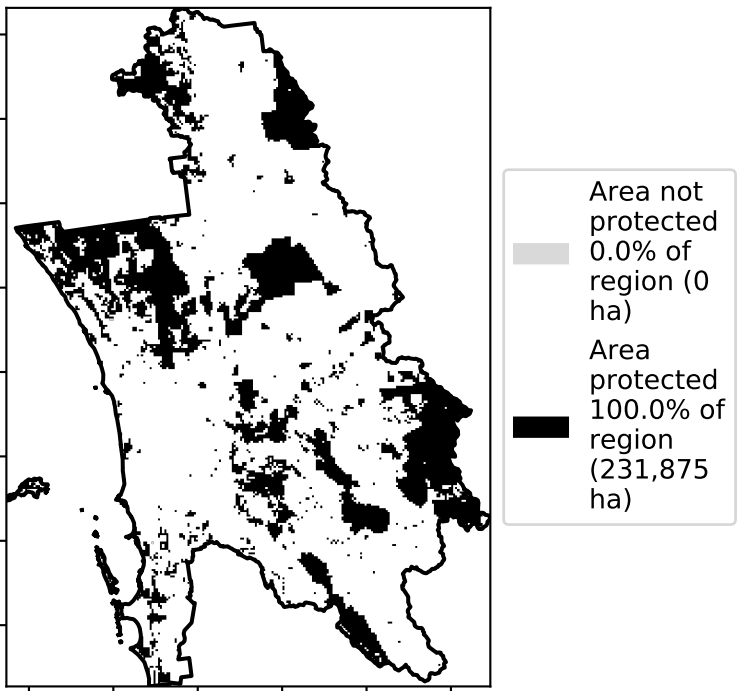 Area not
protected
0.0% of
region (0
ha)
Area
protected
100.0% of
region
(231,875
ha)